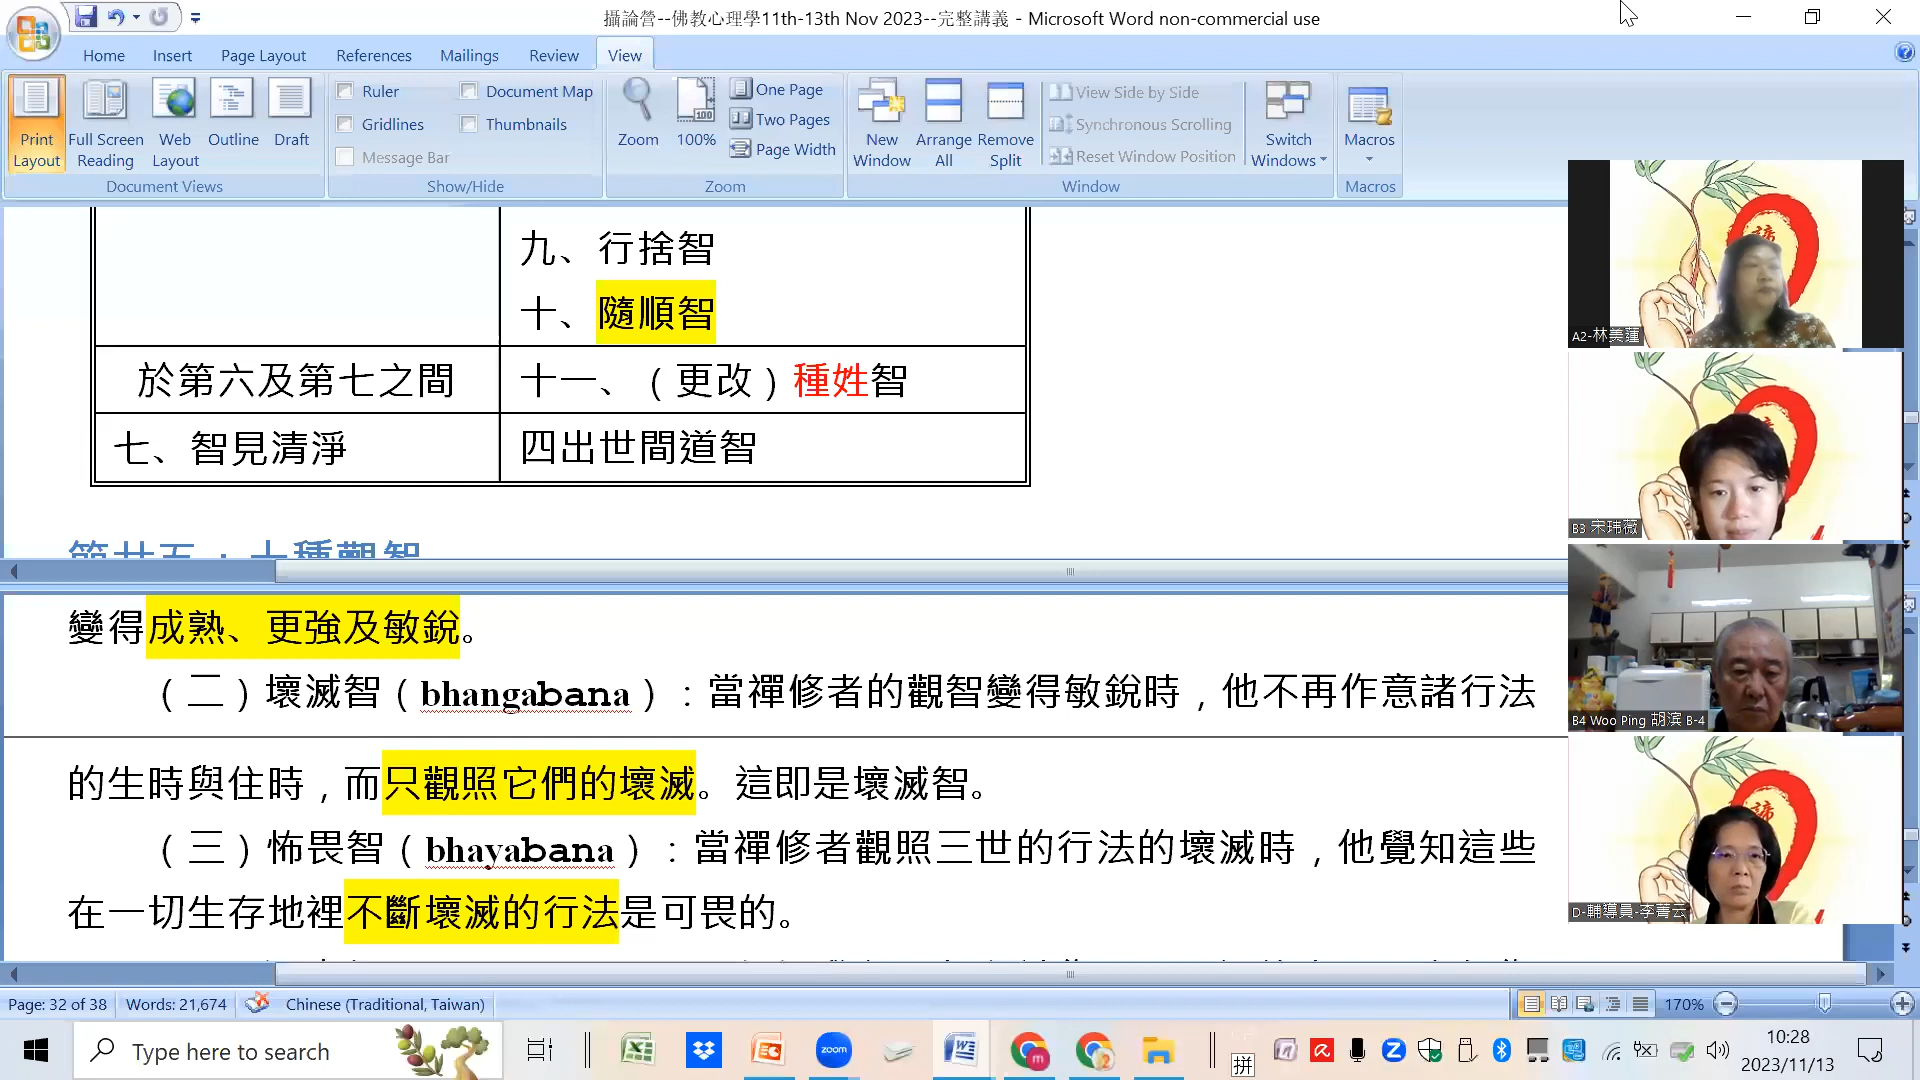 攝論營--佛教心理學11th-13th Nov 2023--完整講義 - Microsoft Word non-commercial use
Home Insert Page Layout References Mailings Review View
Print Layout
Full Screen Reading
Web Layout
Outline
Draft
Document Views
Ruler
Gridlines
Message Bar
Document Map
Thumbnails
Show/Hide
Zoom
100%
One Page
Two Pages
Page Width
Zoom
New Window
Arrange All
Remove Split
View Side by Side
Synchronous Scrolling
Reset Window Position
Switch Windows
Window
Macros
Macros
九、行捨智
十、隨順智
於第六及第七之間 十一、（更改）種姓智
七、智見清淨 四出世間道智
變得成熟、更強及敏銳。
（二）壞滅智（bhangabana）：當禪修者的觀智變得敏銳時，他不再作意諸行法
的生時與住時，而只觀照它們的壞滅。這即是壞滅智。
（三）怖畏智（bhayabana）：當禪修者觀照三世的行法的壞滅時，他覺知這些
在一切生存地裡不斷壞滅的行法是可畏的。
A2-林美蓮
B3 宋玮薇
B4 Woo Ping 胡滨 B-4
D-輔導員-李菁云
Page: 32 of 38 Words: 21,674 Chinese (Traditional, Taiwan) 170%
Type here to search
zoom
拼
10:28
2023/11/13